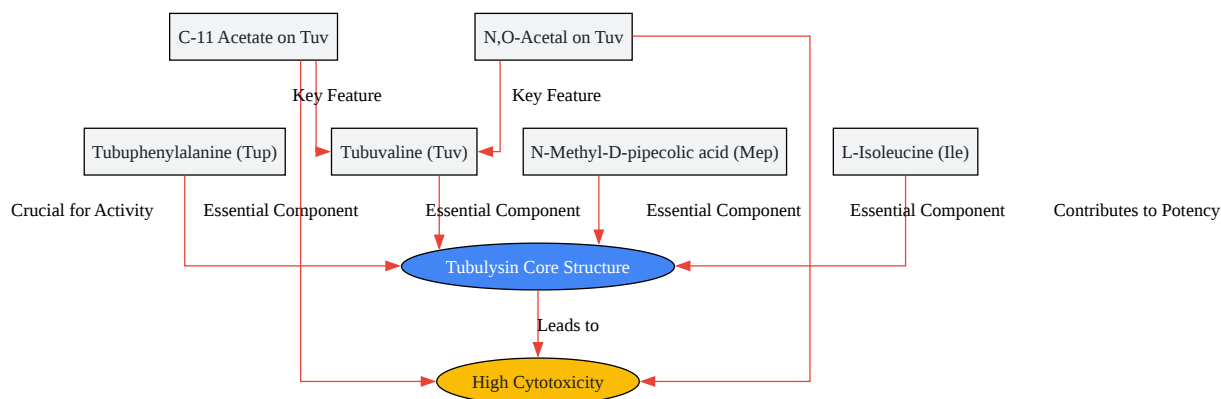 C-11 Acetate on Tuv
N,O-Acetal on Tuv
Key Feature
Key Feature
Tubuphenylalanine (Tup)
Tubuvaline (Tuv)
N-Methyl-D-pipecolic acid (Mep)
L-Isoleucine (Ile)
Crucial for Activity
Essential Component
Essential Component
Essential Component
Essential Component
Contributes to Potency
Tubulysin Core Structure
Leads to
High Cytotoxicity